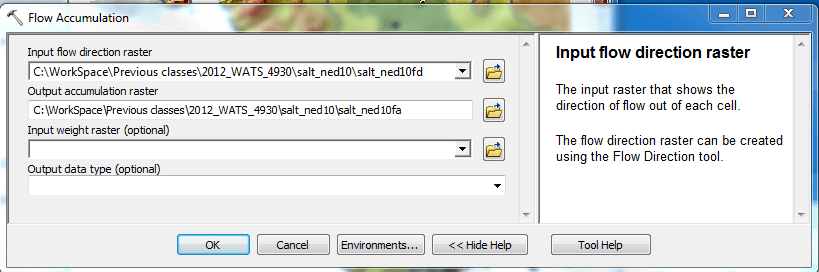 Flow Accumulation
Input flow direction raster
C:\WorkSpace\Previous classes\2012_WATS_4930\salt_ned10\salt_ned10fd
Output accumulation raster
C:\WorkSpace\Previous classes\2012_WATS_4930\salt_ned10\salt_ned10fa
Input weight raster (optional)
Output data type (optional)
Input flow direction raster
The input raster that shows the
direction of flow out of each cell.
The flow direction raster can be created
using the Flow Direction tool.
OK
Cancel
Environments...
<< Hide Help
Tool Help